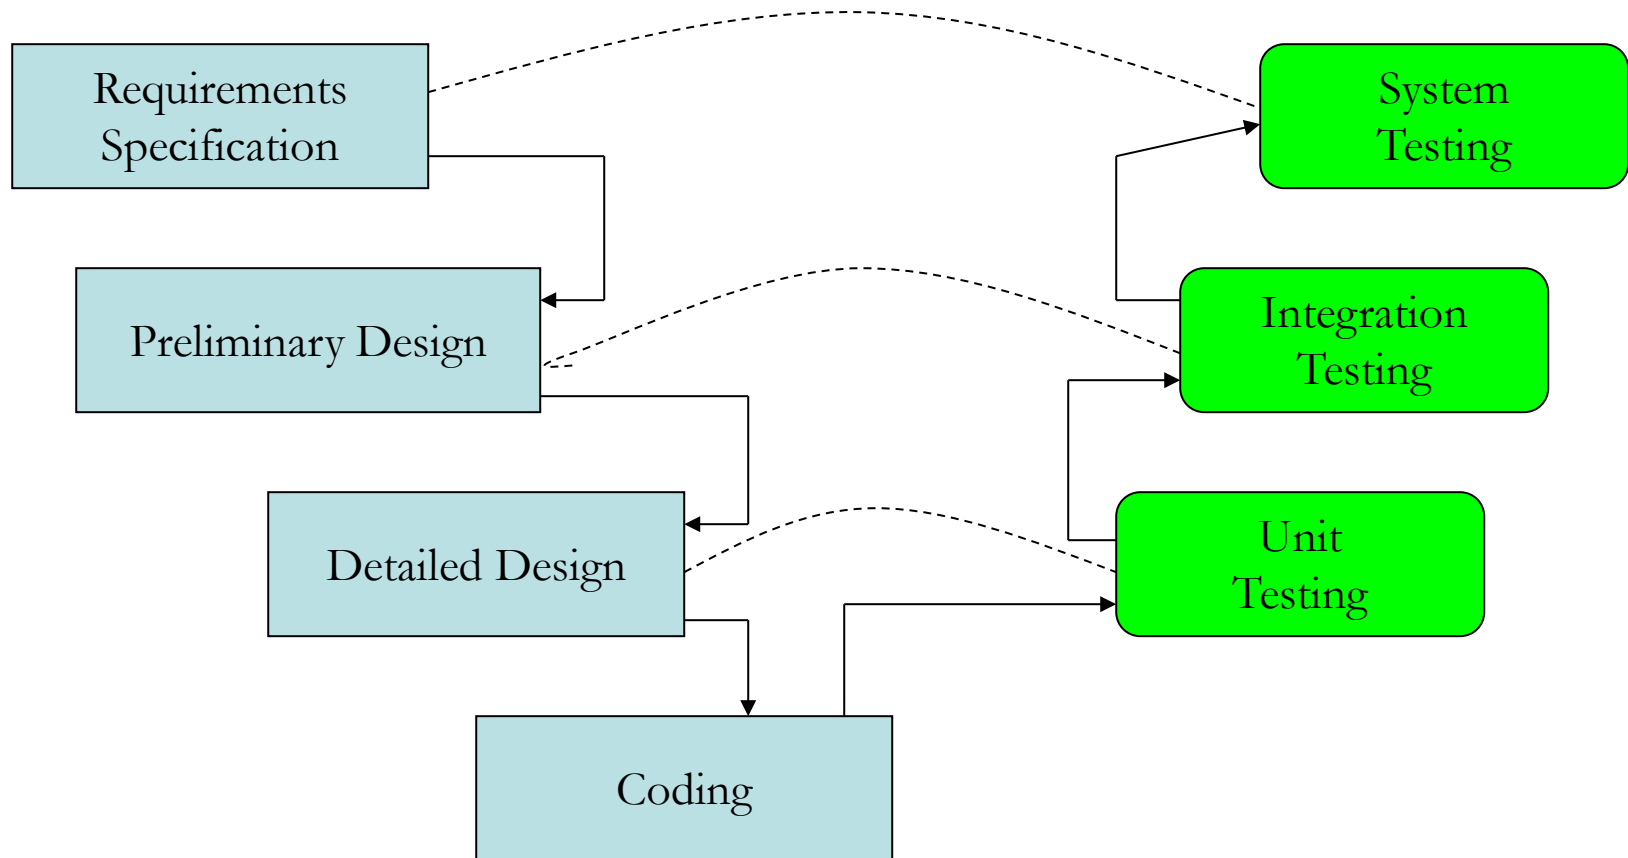 Requirements
Specification
System
Testing
Preliminary Design
Integration
Testing
Detailed Design
Unit
Testing
Coding